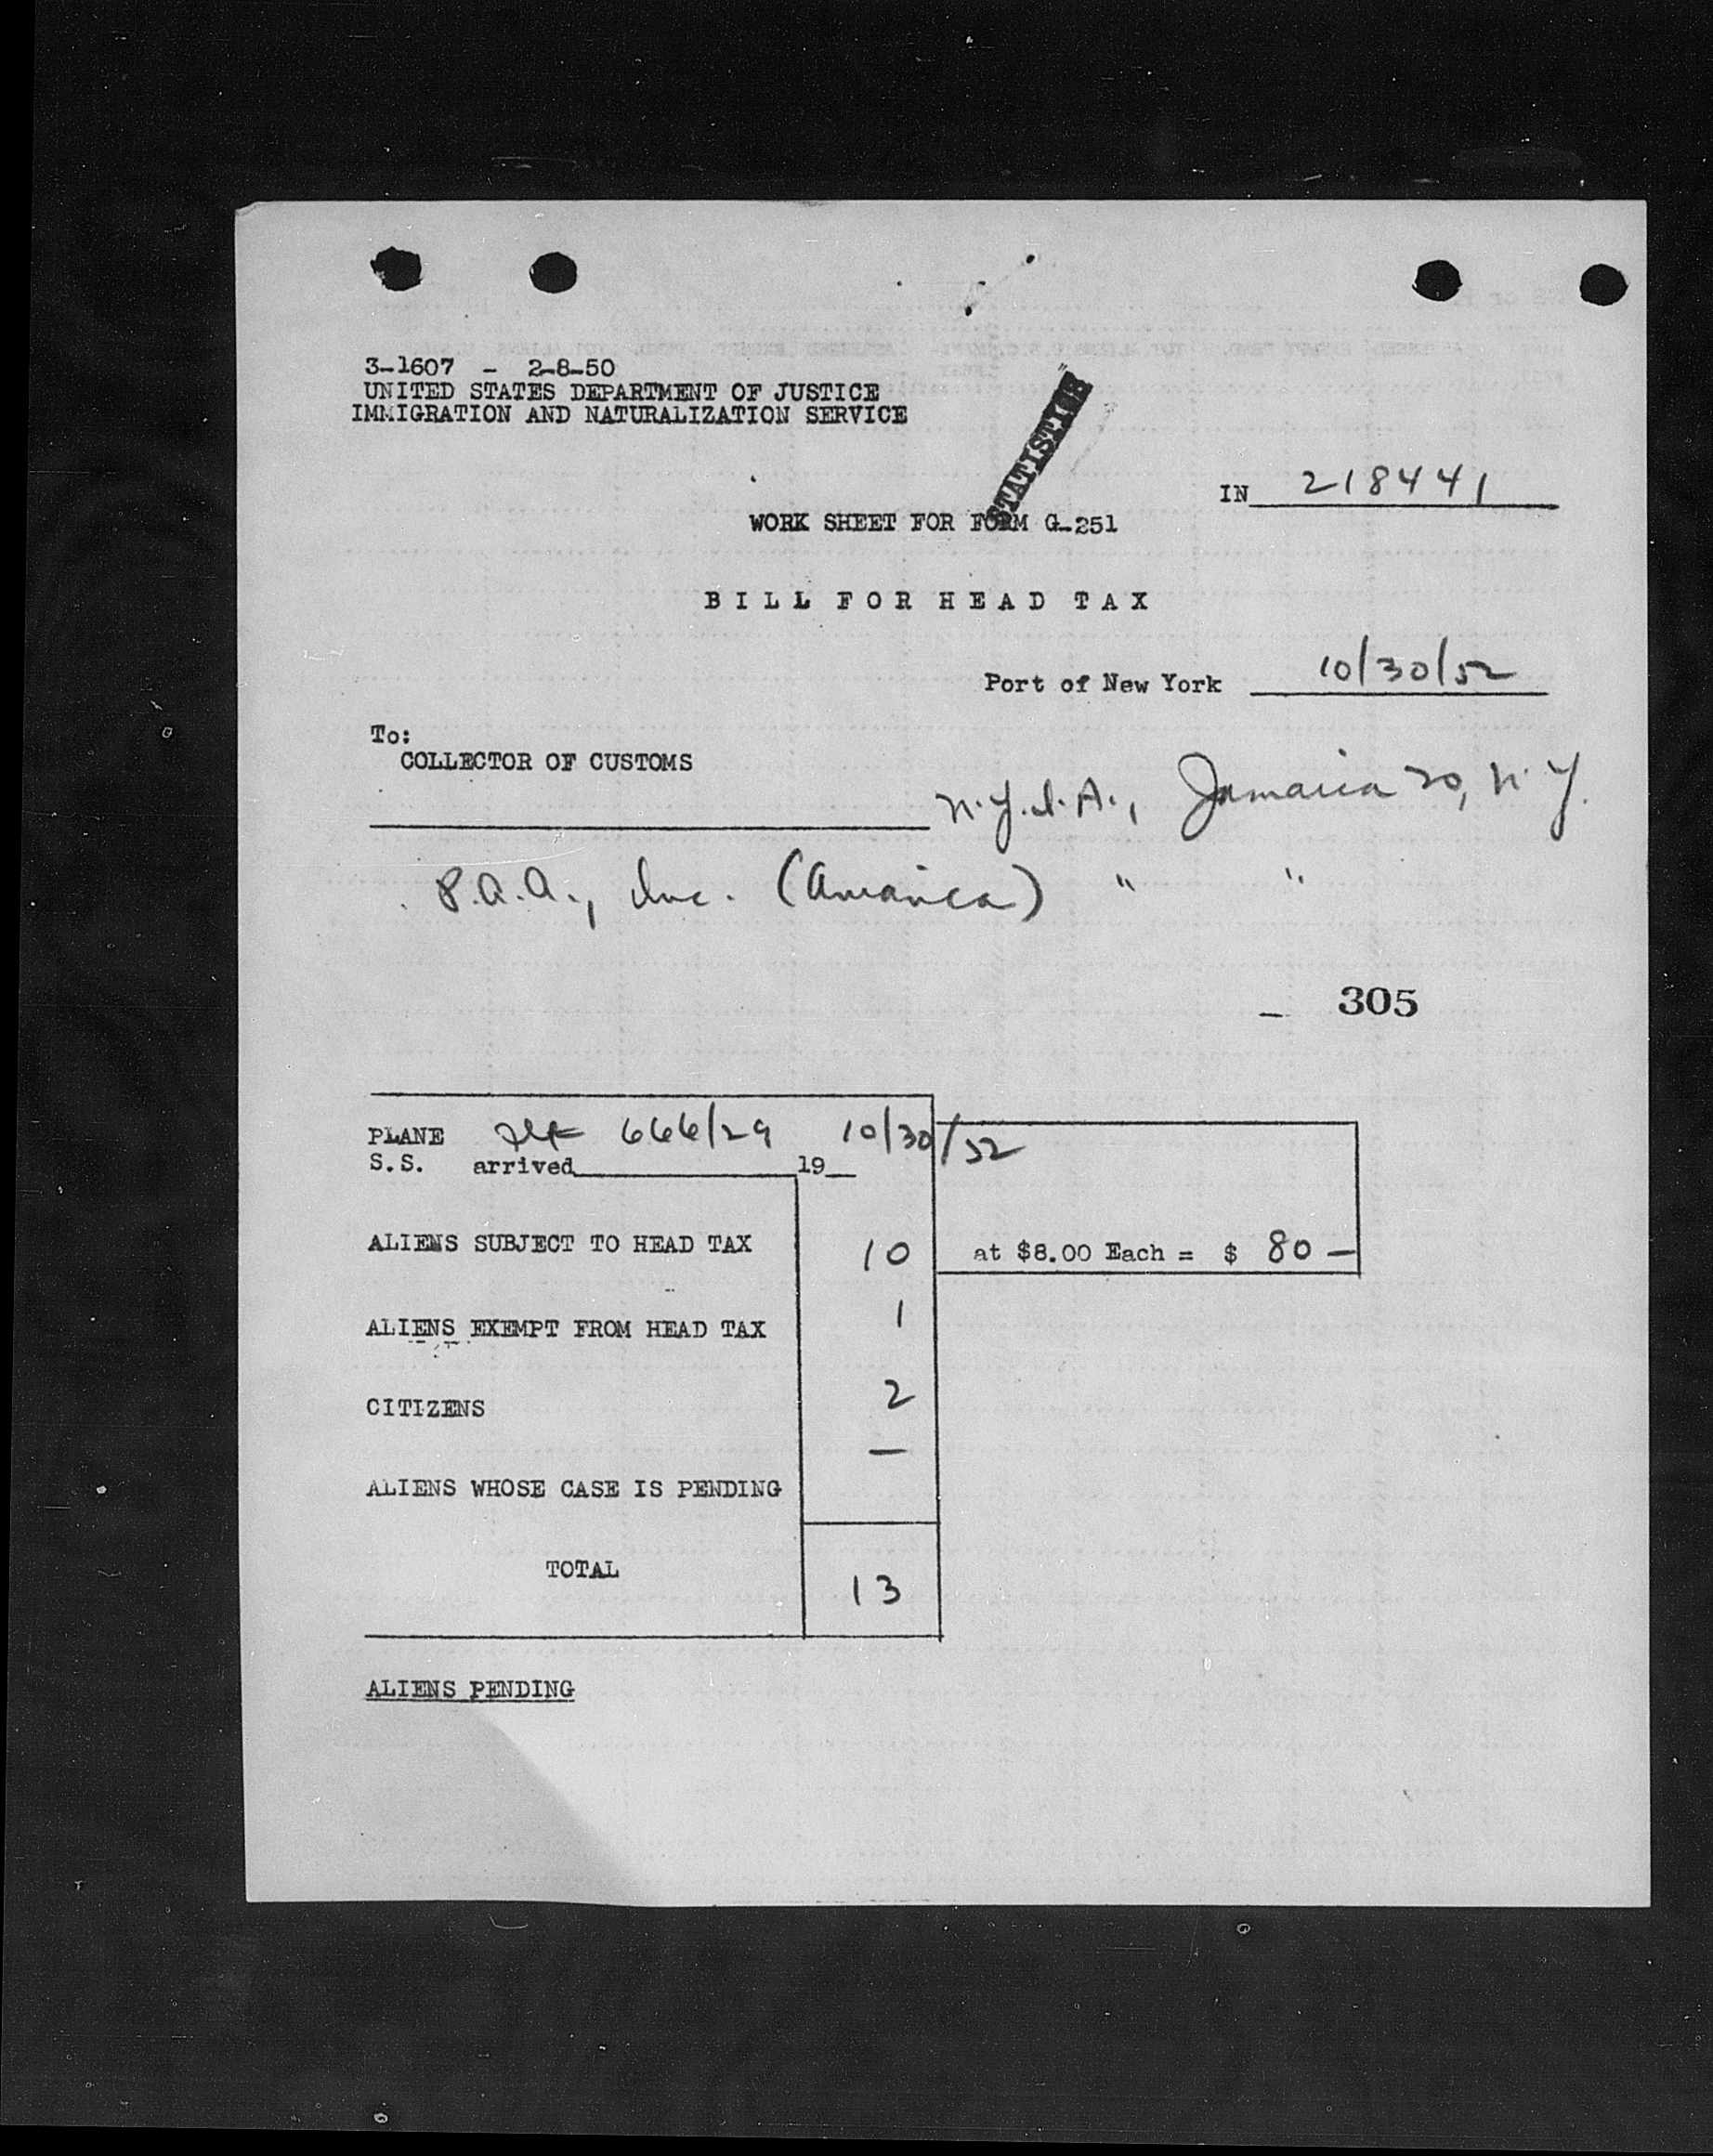 3-1607 - 2-8-50
UNITED STATES DEPARTMENT OF JUSTICE
IMMIGRATION AND NATURALIZATION SERVICE
STATISTICS
IN 218441
WORK SHEET FOR FORM G-251
BILL FOR HEAD TAX
Port of New York 10/30/52
To:
COLLECTOR OF CUSTOMS
N.Y.I.A., Jamaica 20, N.Y.
P.A.A., Inc. (America) " "
- 305
PLANE 666/29 10/30/52
S.S. arrived 19
ALIENS SUBJECT TO HEAD TAX 10 at $8.00 Each = $ 80 -
ALIENS EXEMPT FROM HEAD TAX 1
CITIZENS 2
-
ALIENS WHOSE CASE IS PENDING
TOTAL 13
ALIENS PENDING